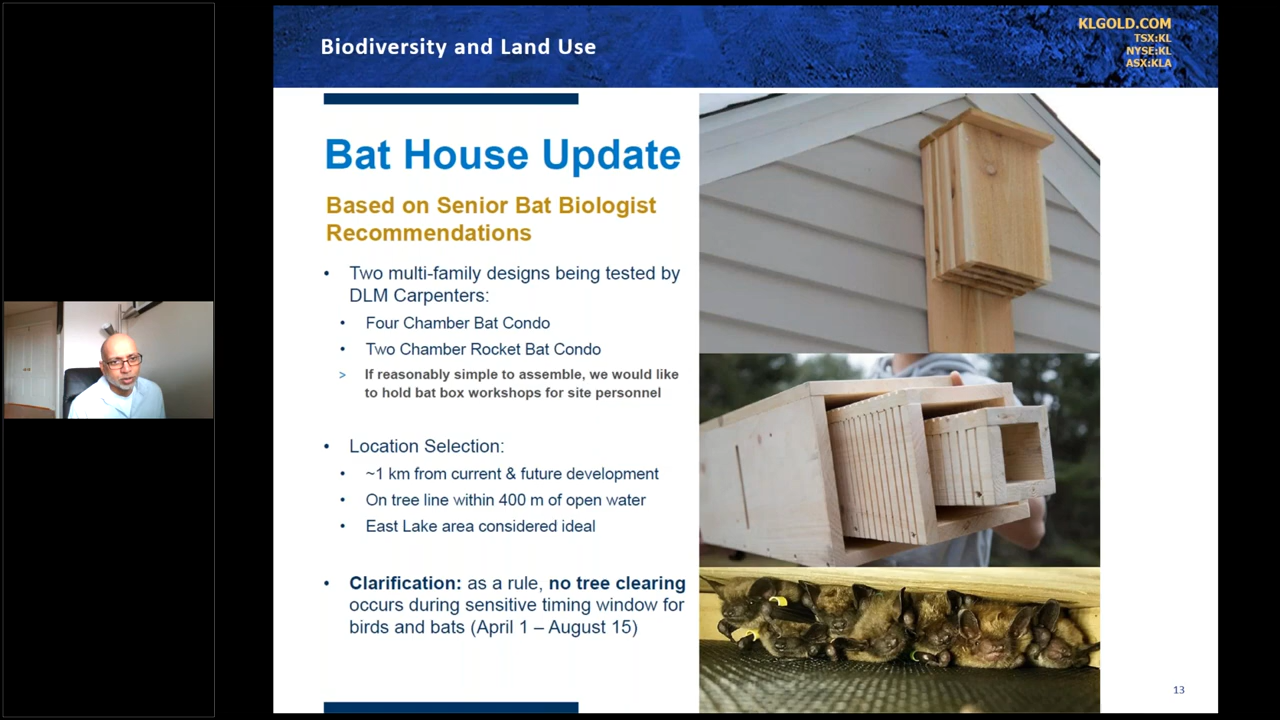 Biodiversity and Land Use
KLGOLD.COM
TSX:KL
NYSE:KL
ASX:KLA
Bat House Update
Based on Senior Bat Biologist
Recommendations
• Two multi-family designs being tested by
DLM Carpenters:
• Four Chamber Bat Condo
• Two Chamber Rocket Bat Condo
> If reasonably simple to assemble, we would like
to hold bat box workshops for site personnel
• Location Selection:
• ~1 km from current & future development
• On tree line within 400 m of open water
• East Lake area considered ideal
• Clarification: as a rule, no tree clearing
occurs during sensitive timing window for
birds and bats (April 1 – August 15)
13